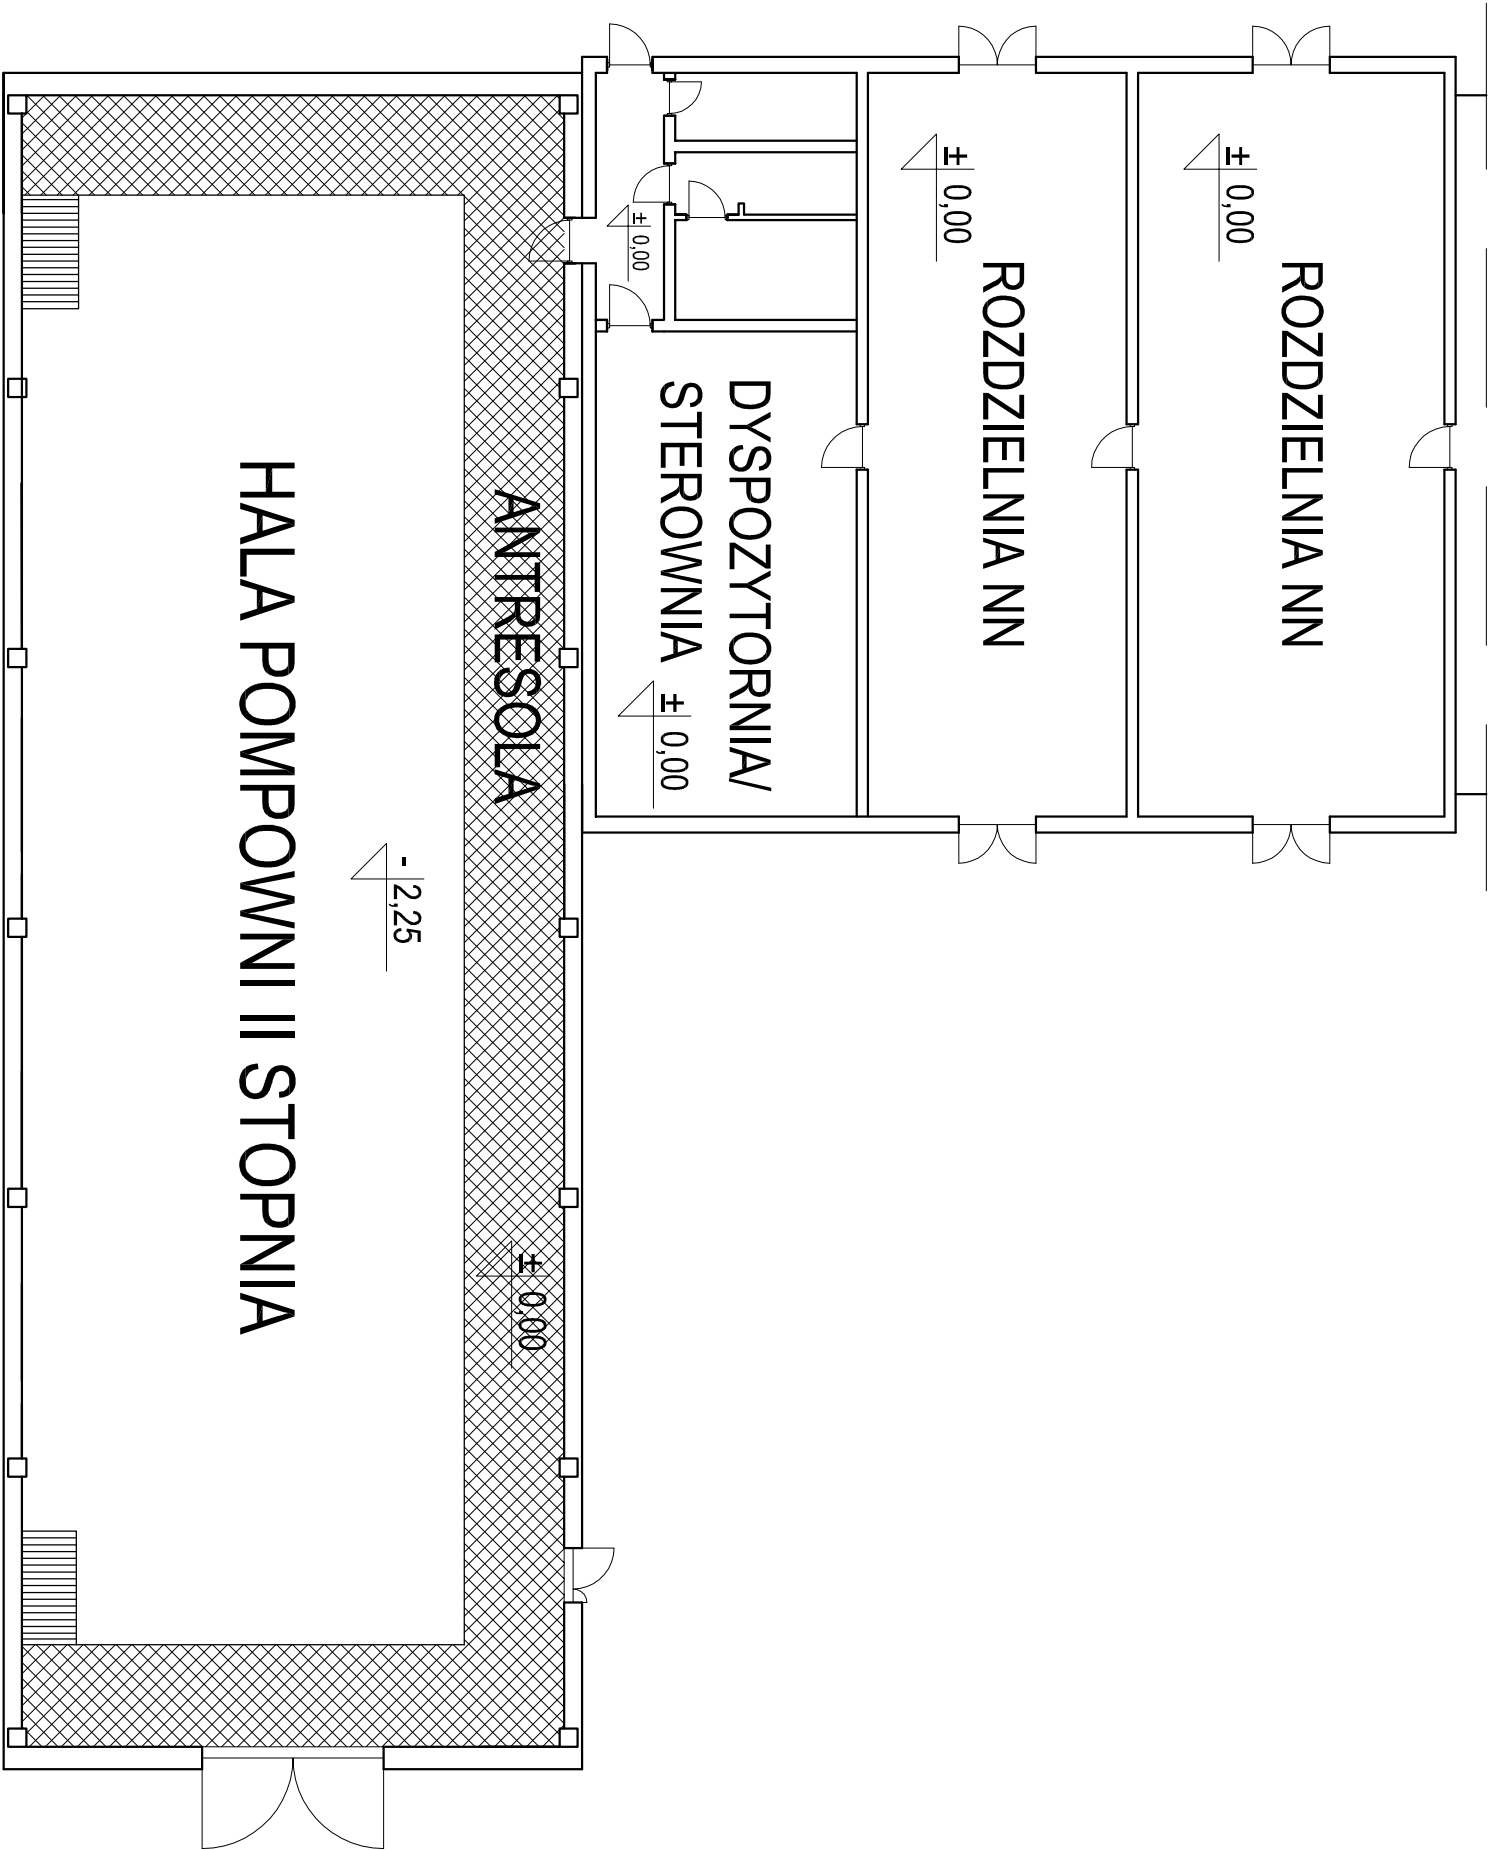 ± 0,00
ROZDZIELNIA NN
± 0,00
ROZDZIELNIA NN
± 0,00
DYSPOZYTORNIA/
STEROWNIA
± 0,00
ANTRESOLA
± 0,00
- 2,25
HALA POMPOWNI II STOPNIA